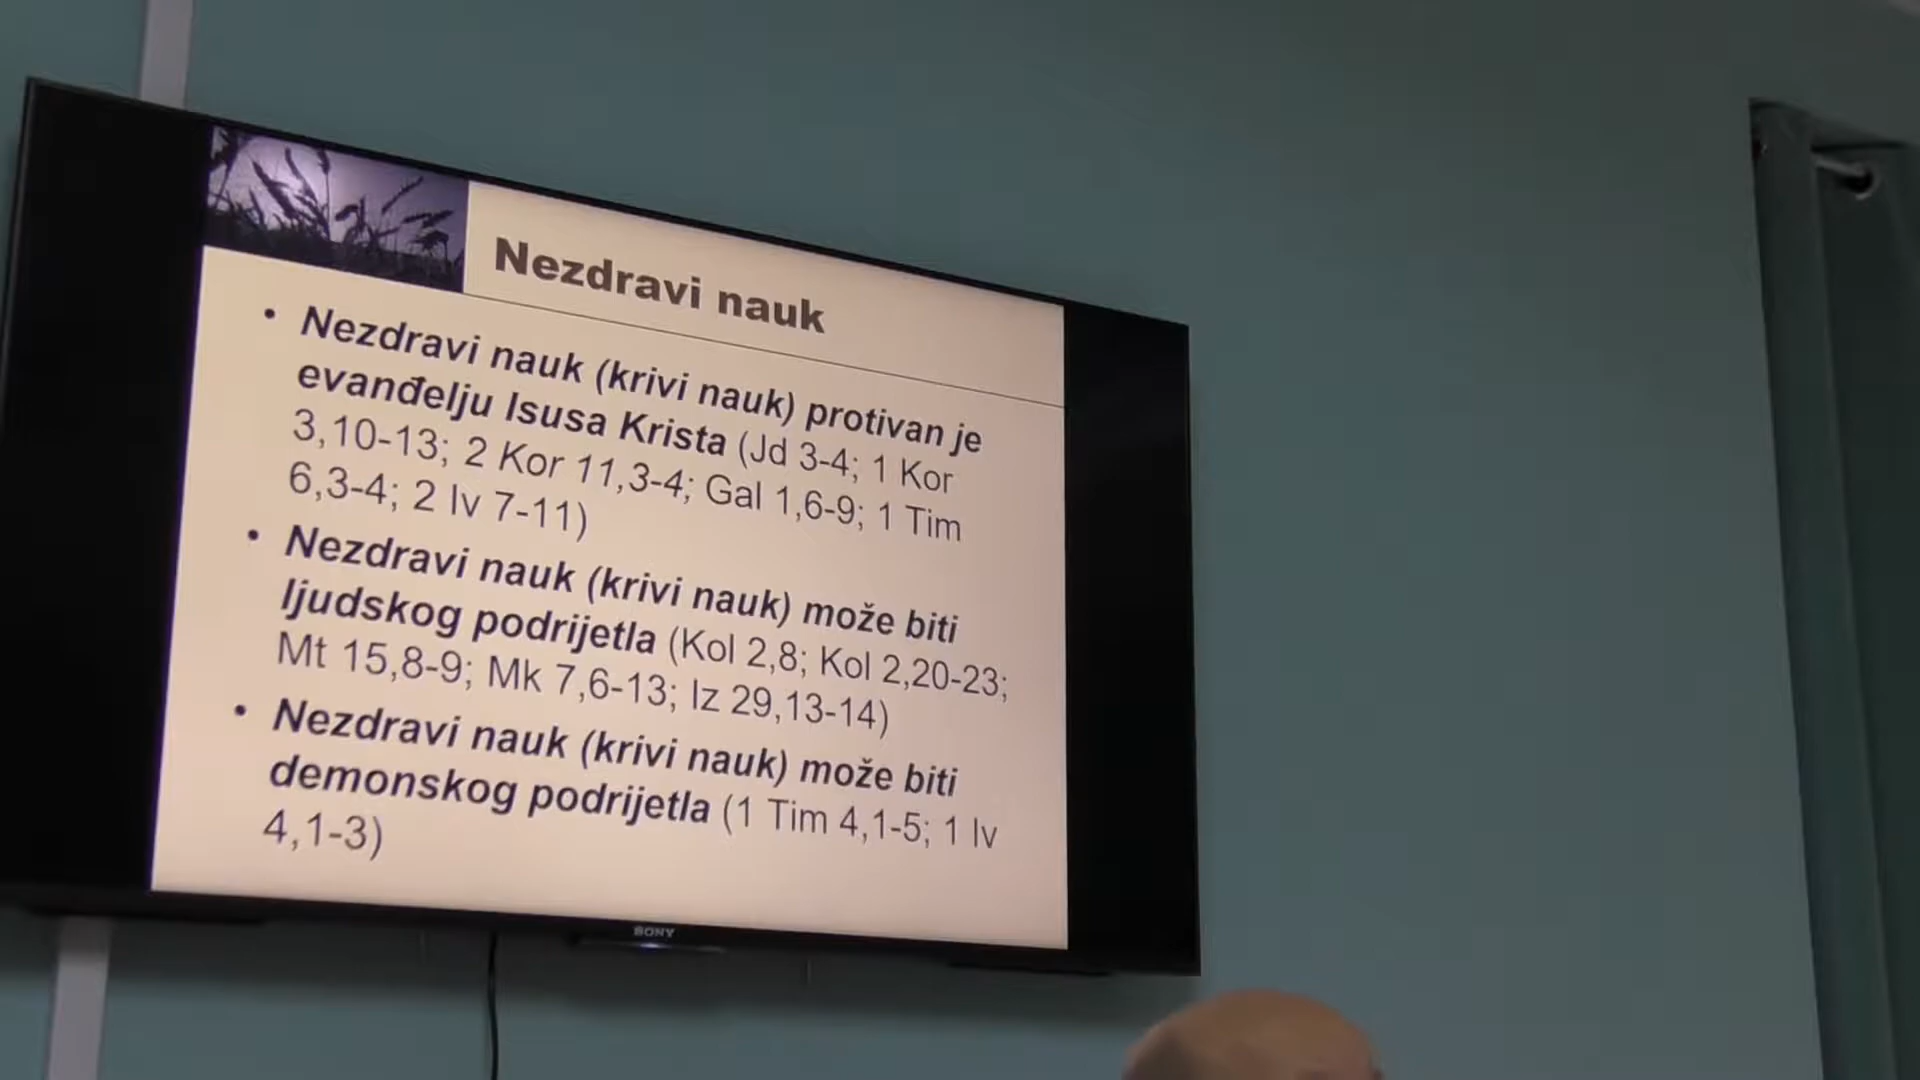 Nezdravi nauk
• Nezdravi nauk (krivi nauk) protivan je
evanđelju Isusa Krista (Jd 3-4; 1 Kor
3,10-13; 2 Kor 11,3-4; Gal 1,6-9; 1 Tim
6,3-4; 2 Iv 7-11)
• Nezdravi nauk (krivi nauk) može biti
ljudskog podrijetla (Kol 2,8; Kol 2,20-23;
Mt 15,8-9; Mk 7,6-13; Iz 29,13-14)
• Nezdravi nauk (krivi nauk) može biti
demonskog podrijetla (1 Tim 4,1-5; 1 Iv
4,1-3)
SONY